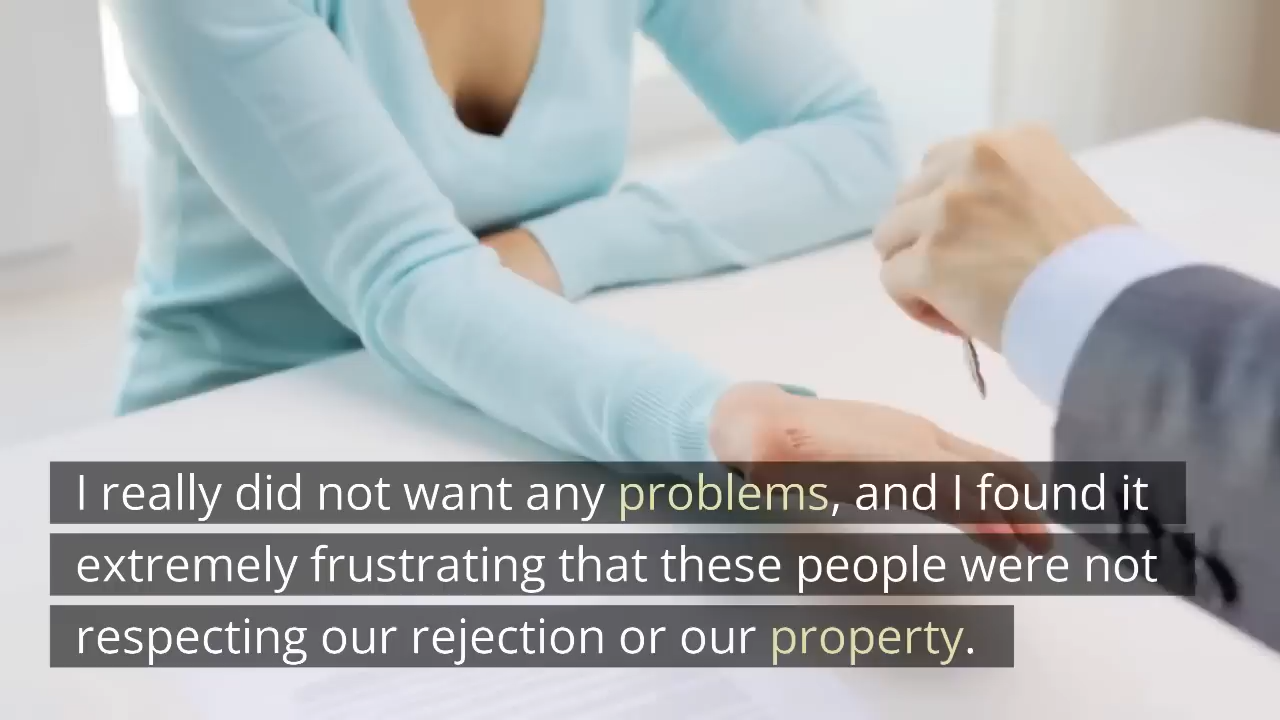 I really did not want any problems, and I found it
extremely frustrating that these people were not
respecting our rejection or our property.